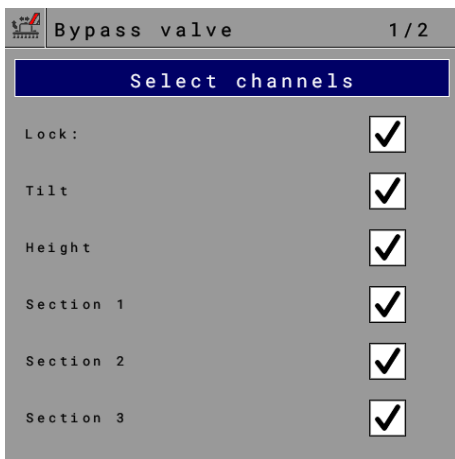 Bypass valve 1/2
Select channels
Lock:
Tilt
Height
Section 1
Section 2
Section 3